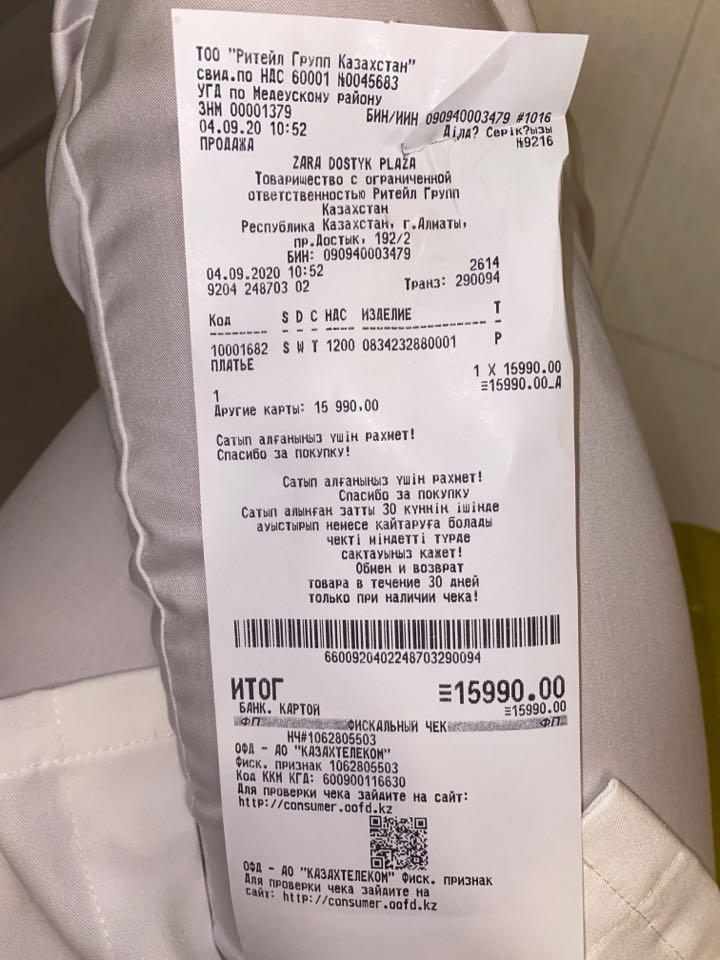 ТОО "Ритейл Групп Казахстан"
свид.по НДС 60001 №0045683
УГД по Медеускому району
ЗНМ 00001379 БИН/ИИН 090940003479 #1016
04.09.20 10:52 Діла? Серік?ызы
ПРОДАЖА №9216
ZARA DOSTYK PLAZA
Товарищество с ограниченной
ответственностью Ритейл Групп
Казахстан
Республика Казахстан, г.Алматы,
пр.Достык, 192/2
БИН: 090940003479
04.09.2020 10:52 2614
9204 248703 02 Транз: 290094
Код S D C НДС ИЗДЕЛИЕ T
-------- - - - ---- ---------------- -
10001682 S W T 1200 0834232880001 P
ПЛАТЬЕ 1 X 15990.00
≡15990.00_A
1
Другие карты: 15 990,00
Сатып алғаныңыз үшін рахмет!
Спасибо за покупку!
Сатып алғаныңыз үшін рахмет!
Спасибо за покупку
Сатып алынған затты 30 күннің ішінде
ауыстырып немесе қайтаруға болады
чекті міндетті түрде
сақтауыңыз қажет!
Обмен и возврат
товара в течение 30 дней
только при наличии чека!
6600920402248703290094
ИТОГ ≡15990.00
БАНК. КАРТОЙ ≡15990.00
ФП ФИСКАЛЬНЫЙ ЧЕК ФП
НЧ#1062805503
ОФД - АО "КАЗАХТЕЛЕКОМ"
Фиск. признак 1062805503
Код ККМ КГД: 600900116630
Для проверки чека зайдите на сайт:
http://consumer.oofd.kz
ОФД - АО "КАЗАХТЕЛЕКОМ" Фиск. признак
Для проверки чека зайдите на
сайт: http://consumer.oofd.kz